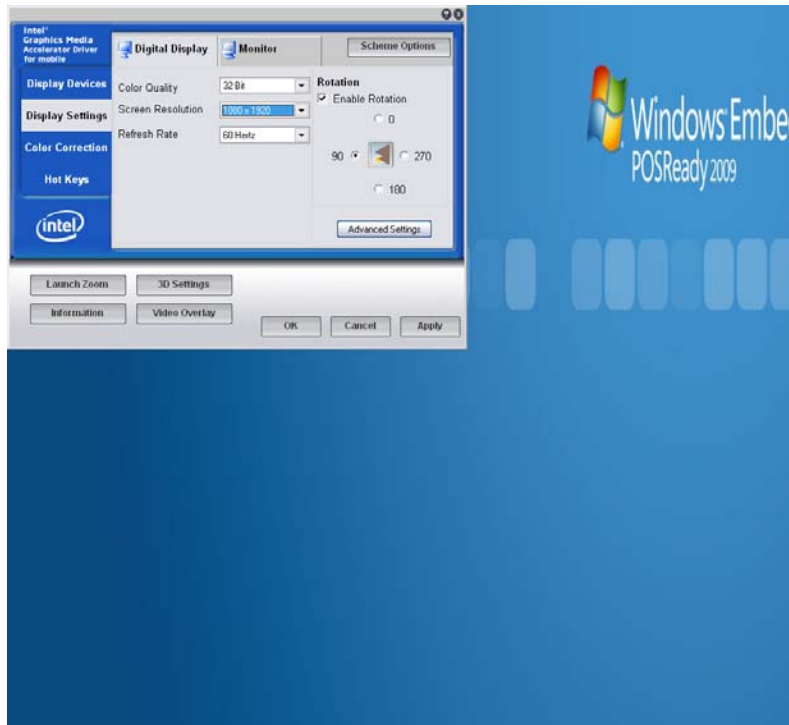 Intel®
Graphics Media
Accelerator Driver
for mobile
Digital Display
Monitor
Scheme Options
Display Devices
Display Settings
Color Correction
Hot Keys
intel
Color Quality
32 Bit
Screen Resolution
1080 x 1920
Refresh Rate
60 Hertz
Rotation
Enable Rotation
0
90
270
180
Advanced Settings
Launch Zoom
3D Settings
Information
Video Overlay
OK
Cancel
Apply
Windows Embe
POSReady 2009